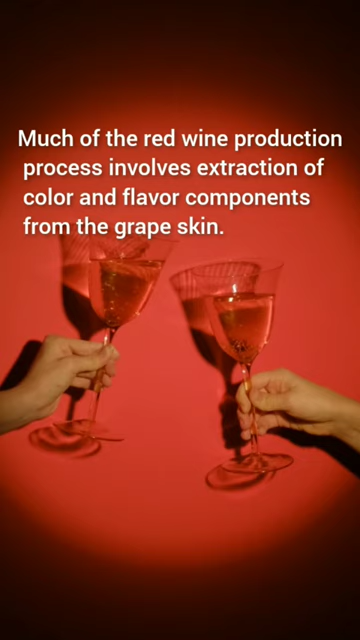 Much of the red wine production
process involves extraction of
color and flavor components
from the grape skin.